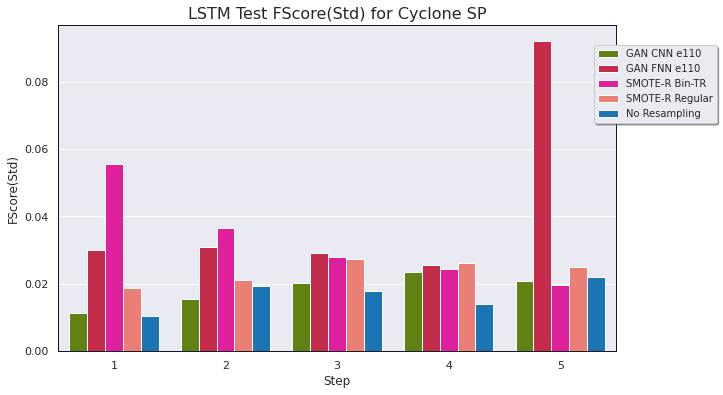 LSTM Test FScore(Std) for Cyclone SP
GAN CNN e110
GAN FNN e110
SMOTE-R Bin-TR
SMOTE-R Regular
No Resampling
FScore(Std)
0.08
0.06
0.04
0.02
0.00
1 2 3 4 5
Step